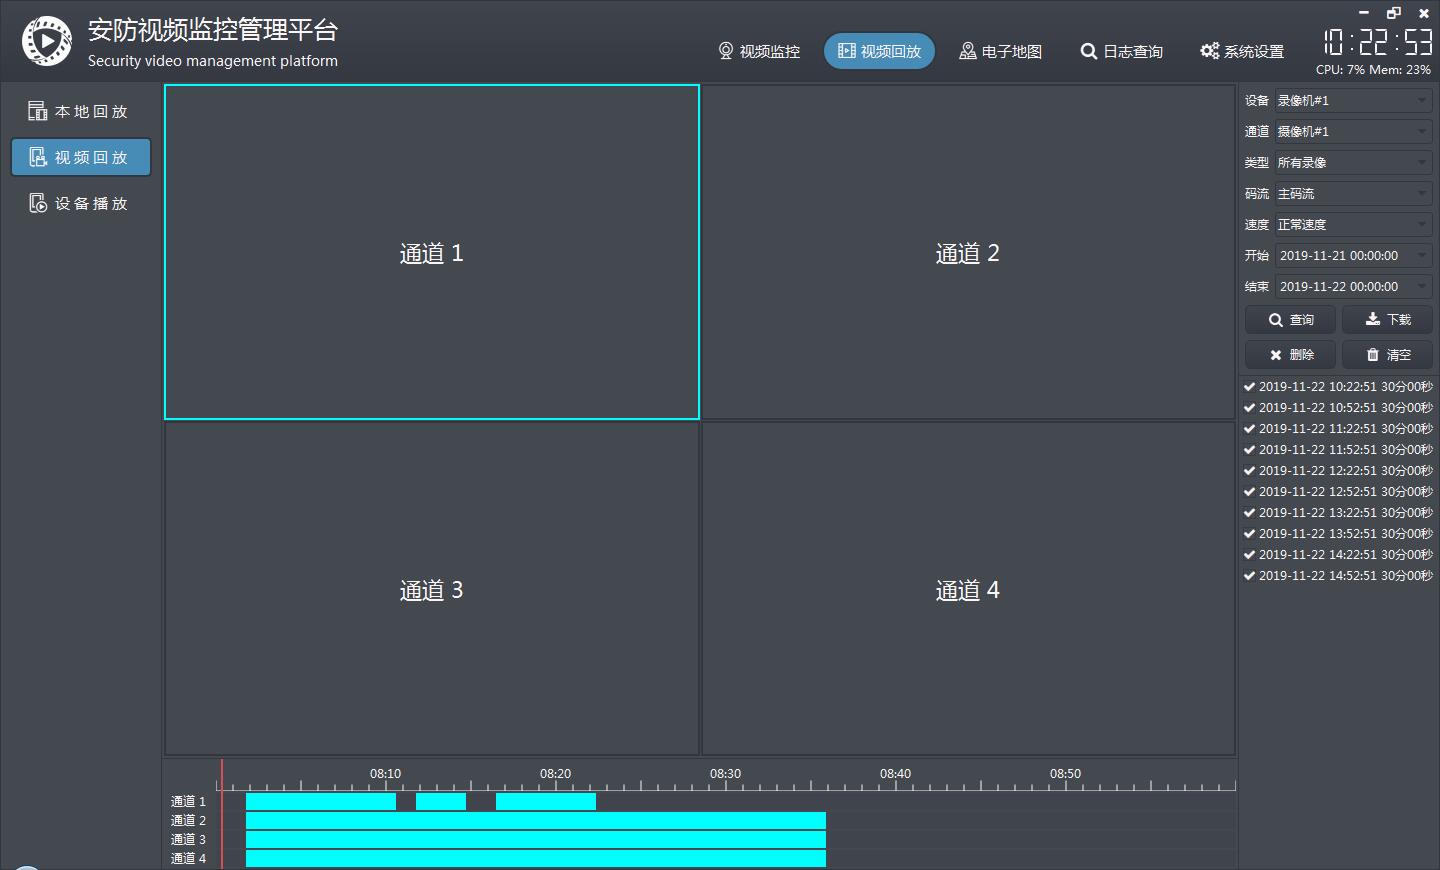 安防视频监控管理平台
Security video management platform
视频监控
视频回放
电子地图
日志查询
系统设置
10:22:53
CPU: 7% Mem: 23%
本地回放
视频回放
设备播放
通道 1
通道 2
通道 3
通道 4
设备 录像机#1
通道 摄像机#1
类型 所有录像
码流 主码流
速度 正常速度
开始 2019-11-21 00:00:00
结束 2019-11-22 00:00:00
查询 下载
删除 清空
2019-11-22 10:22:51 30分00秒
2019-11-22 10:52:51 30分00秒
2019-11-22 11:22:51 30分00秒
2019-11-22 11:52:51 30分00秒
2019-11-22 12:22:51 30分00秒
2019-11-22 12:52:51 30分00秒
2019-11-22 13:22:51 30分00秒
2019-11-22 13:52:51 30分00秒
2019-11-22 14:22:51 30分00秒
2019-11-22 14:52:51 30分00秒
08:10 08:20 08:30 08:40 08:50
通道 1
通道 2
通道 3
通道 4